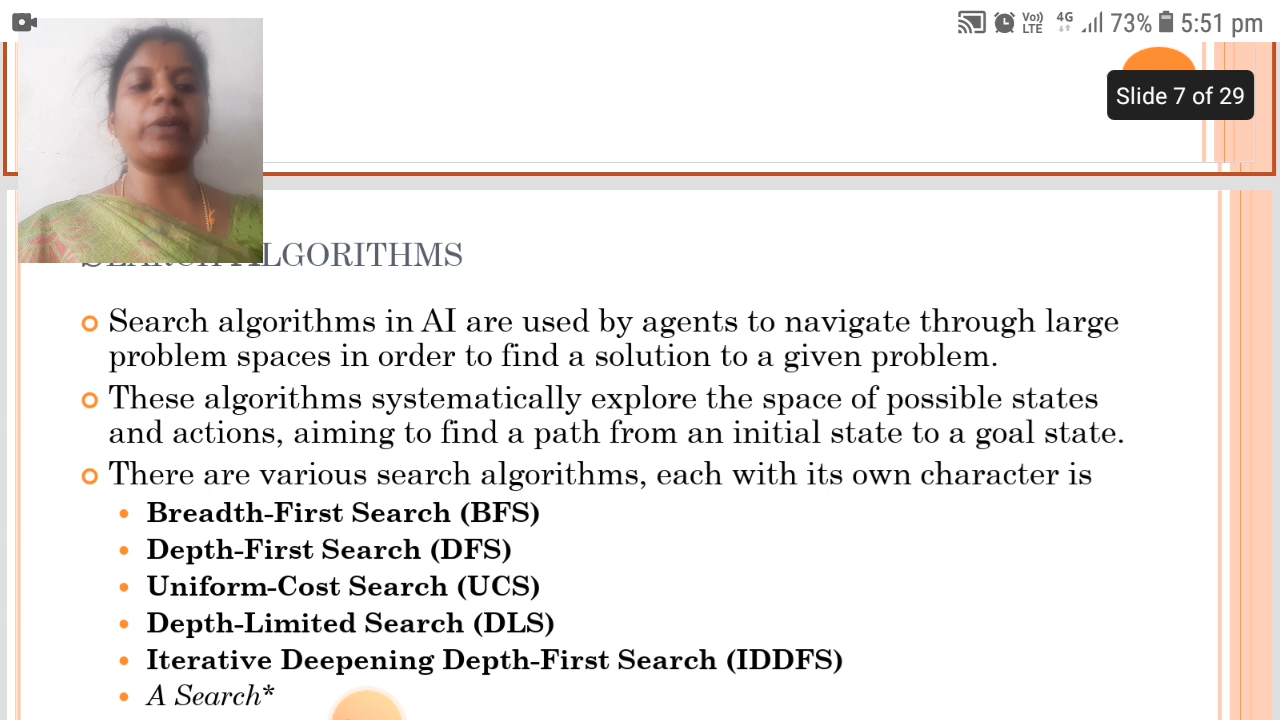 Vo)) 4G 73% 5:51 pm
LTE
Slide 7 of 29
SEARCH ALGORITHMS
Search algorithms in AI are used by agents to navigate through large
problem spaces in order to find a solution to a given problem.
These algorithms systematically explore the space of possible states
and actions, aiming to find a path from an initial state to a goal state.
There are various search algorithms, each with its own character is
Breadth-First Search (BFS)
Depth-First Search (DFS)
Uniform-Cost Search (UCS)
Depth-Limited Search (DLS)
Iterative Deepening Depth-First Search (IDDFS)
A Search*